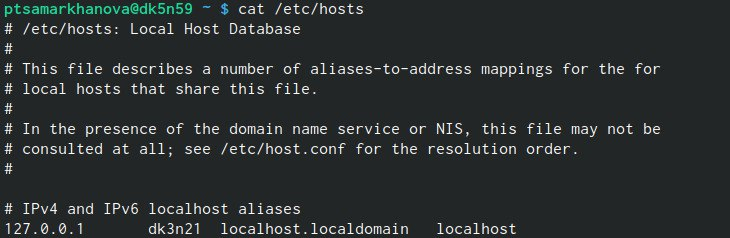 ptsamarkhanova@dk5n59 ~ $ cat /etc/hosts
# /etc/hosts: Local Host Database
#
# This file describes a number of aliases-to-address mappings for the for
# local hosts that share this file.
#
# In the presence of the domain name service or NIS, this file may not be
# consulted at all; see /etc/host.conf for the resolution order.
#
# IPv4 and IPv6 localhost aliases
127.0.0.1 dk3n21 localhost.localdomain localhost